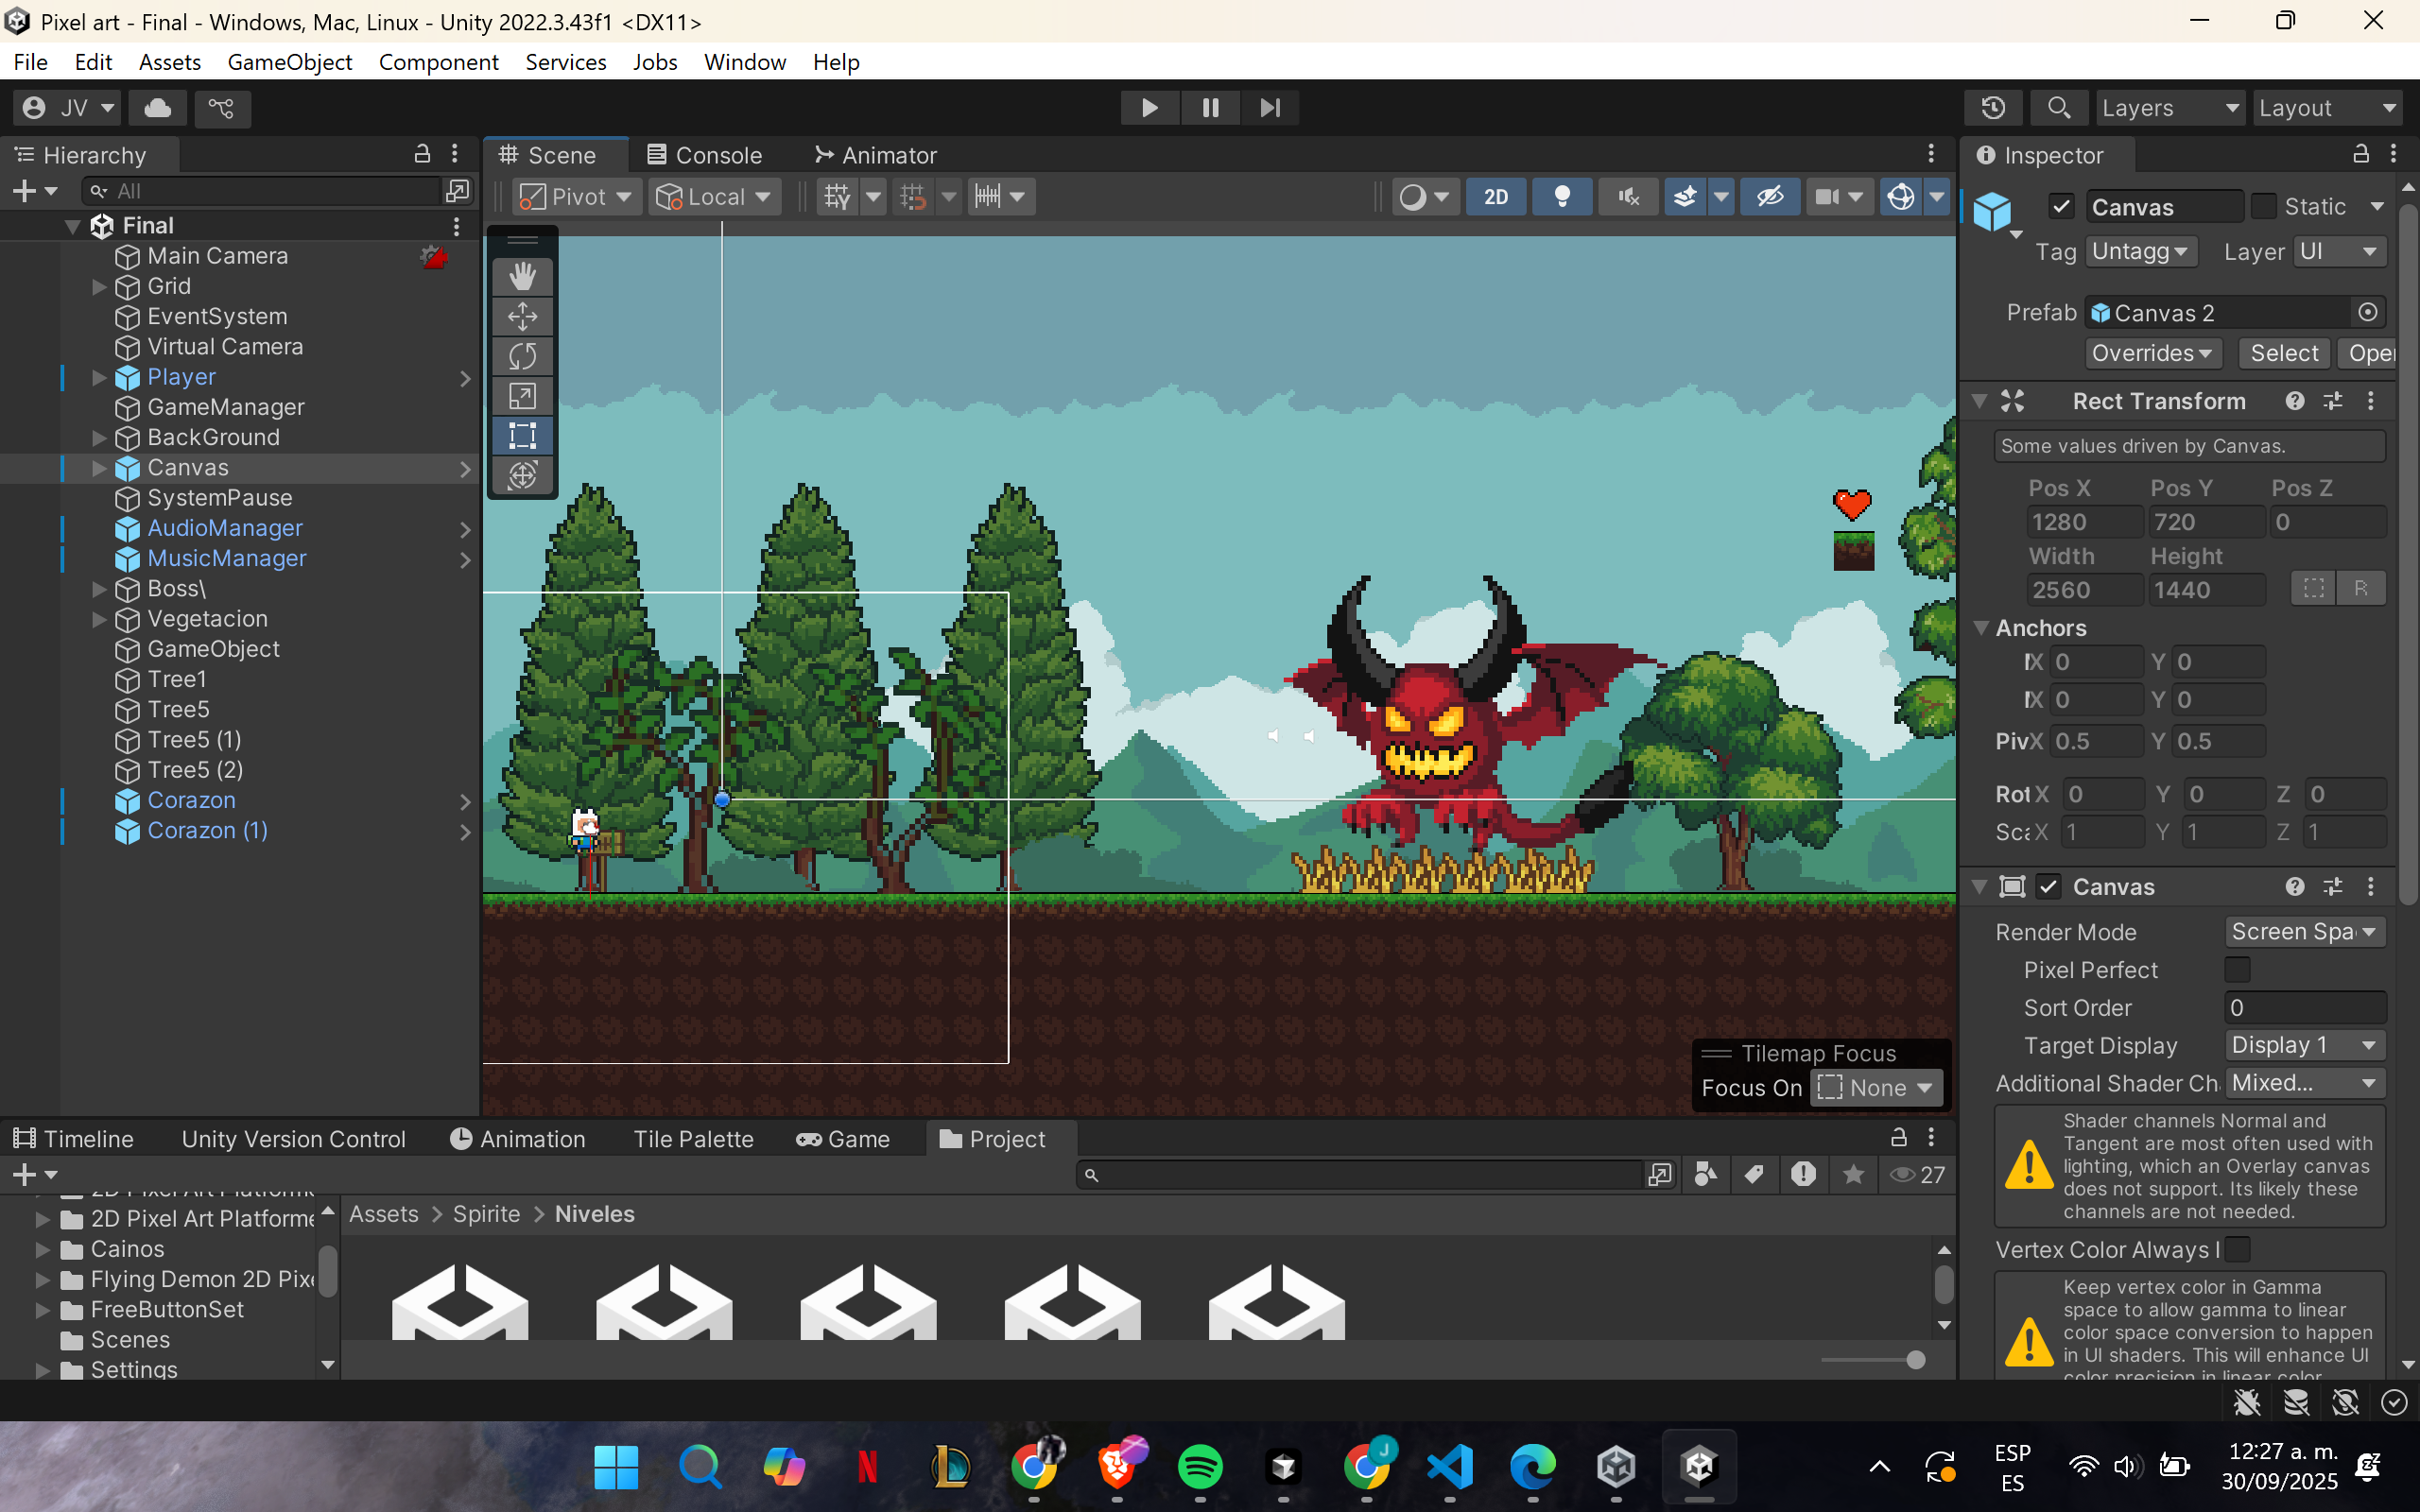 Pixel art - Final - Windows, Mac, Linux - Unity 2022.3.43f1 <DX11>
File Edit Assets GameObject Component Services Jobs Window Help
JV Layers Layout
Hierarchy
All
Final
Main Camera
Grid
EventSystem
Virtual Camera
Player
GameManager
BackGround
Canvas
SystemPause
AudioManager
MusicManager
Boss\
Vegetacion
GameObject
Tree1
Tree5
Tree5 (1)
Tree5 (2)
Corazon
Corazon (1)
Scene Console Animator
Pivot Local 2D
Tilemap Focus
Focus On None
Inspector
Canvas Static
Tag Untagg Layer UI
Prefab Canvas 2
Overrides Select Open
Rect Transform
Some values driven by Canvas.
Pos X Pos Y Pos Z
1280 720 0
Width Height
2560 1440 R
Anchors
X 0 Y 0
X 0 Y 0
Piv X 0.5 Y 0.5
Rot X 0 Y 0 Z 0
Sca X 1 Y 1 Z 1
Canvas
Render Mode Screen Spa
Pixel Perfect
Sort Order 0
Target Display Display 1
Additional Shader Ch Mixed...
Shader channels Normal and
Tangent are most often used with
lighting, which an Overlay canvas
does not support. Its likely these
channels are not needed.
Vertex Color Always I
Keep vertex color in Gamma
space to allow gamma to linear
color space conversion to happen
in UI shaders. This will enhance UI
color precision in linear color
Timeline Unity Version Control Animation Tile Palette Game Project
27
2D Pixel Art Platforme
2D Pixel Art Platforme
Cainos
Flying Demon 2D Pixe
FreeButtonSet
Scenes
Settings
Assets > Spirite > Niveles
ESP
ES
12:27 a. m.
30/09/2025